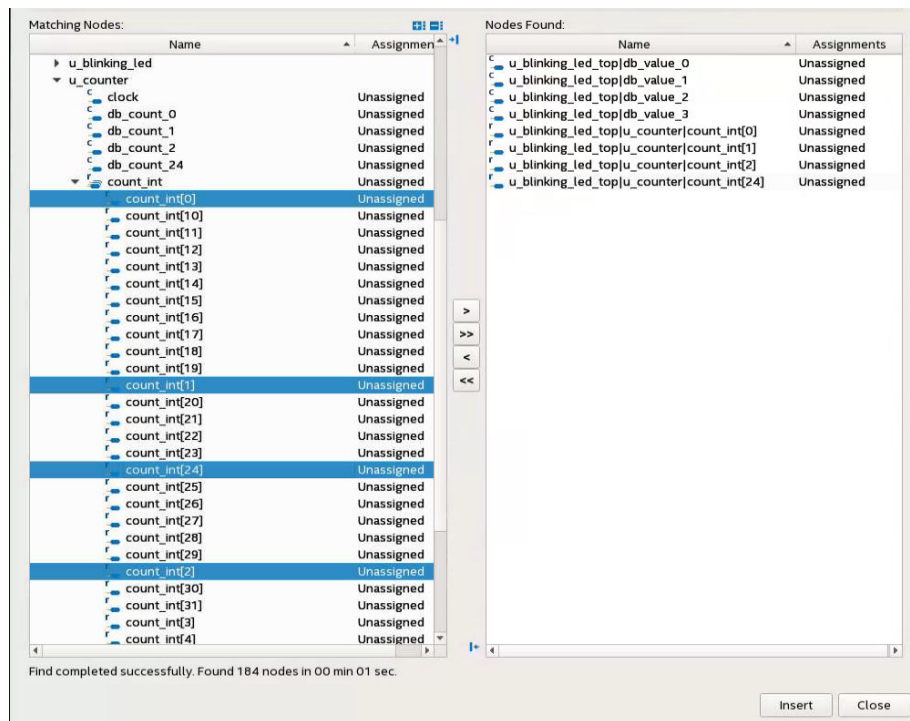 Matching Nodes:
Name Assignmen
u_blinking_led
u_counter
clock Unassigned
db_count_0 Unassigned
db_count_1 Unassigned
db_count_2 Unassigned
db_count_24 Unassigned
count_int Unassigned
count_int[0] Unassigned
count_int[10] Unassigned
count_int[11] Unassigned
count_int[12] Unassigned
count_int[13] Unassigned
count_int[14] Unassigned
count_int[15] Unassigned
count_int[16] Unassigned
count_int[17] Unassigned
count_int[18] Unassigned
count_int[19] Unassigned
count_int[1] Unassigned
count_int[20] Unassigned
count_int[21] Unassigned
count_int[22] Unassigned
count_int[23] Unassigned
count_int[24] Unassigned
count_int[25] Unassigned
count_int[26] Unassigned
count_int[27] Unassigned
count_int[28] Unassigned
count_int[29] Unassigned
count_int[2] Unassigned
count_int[30] Unassigned
count_int[31] Unassigned
count_int[3] Unassigned
count_int[4] Unassigned
>
>>
<
<<
Nodes Found:
Name Assignments
u_blinking_led_top|db_value_0 Unassigned
u_blinking_led_top|db_value_1 Unassigned
u_blinking_led_top|db_value_2 Unassigned
u_blinking_led_top|db_value_3 Unassigned
u_blinking_led_top|u_counter|count_int[0] Unassigned
u_blinking_led_top|u_counter|count_int[1] Unassigned
u_blinking_led_top|u_counter|count_int[2] Unassigned
u_blinking_led_top|u_counter|count_int[24] Unassigned
Find completed successfully. Found 184 nodes in 00 min 01 sec.
Insert Close